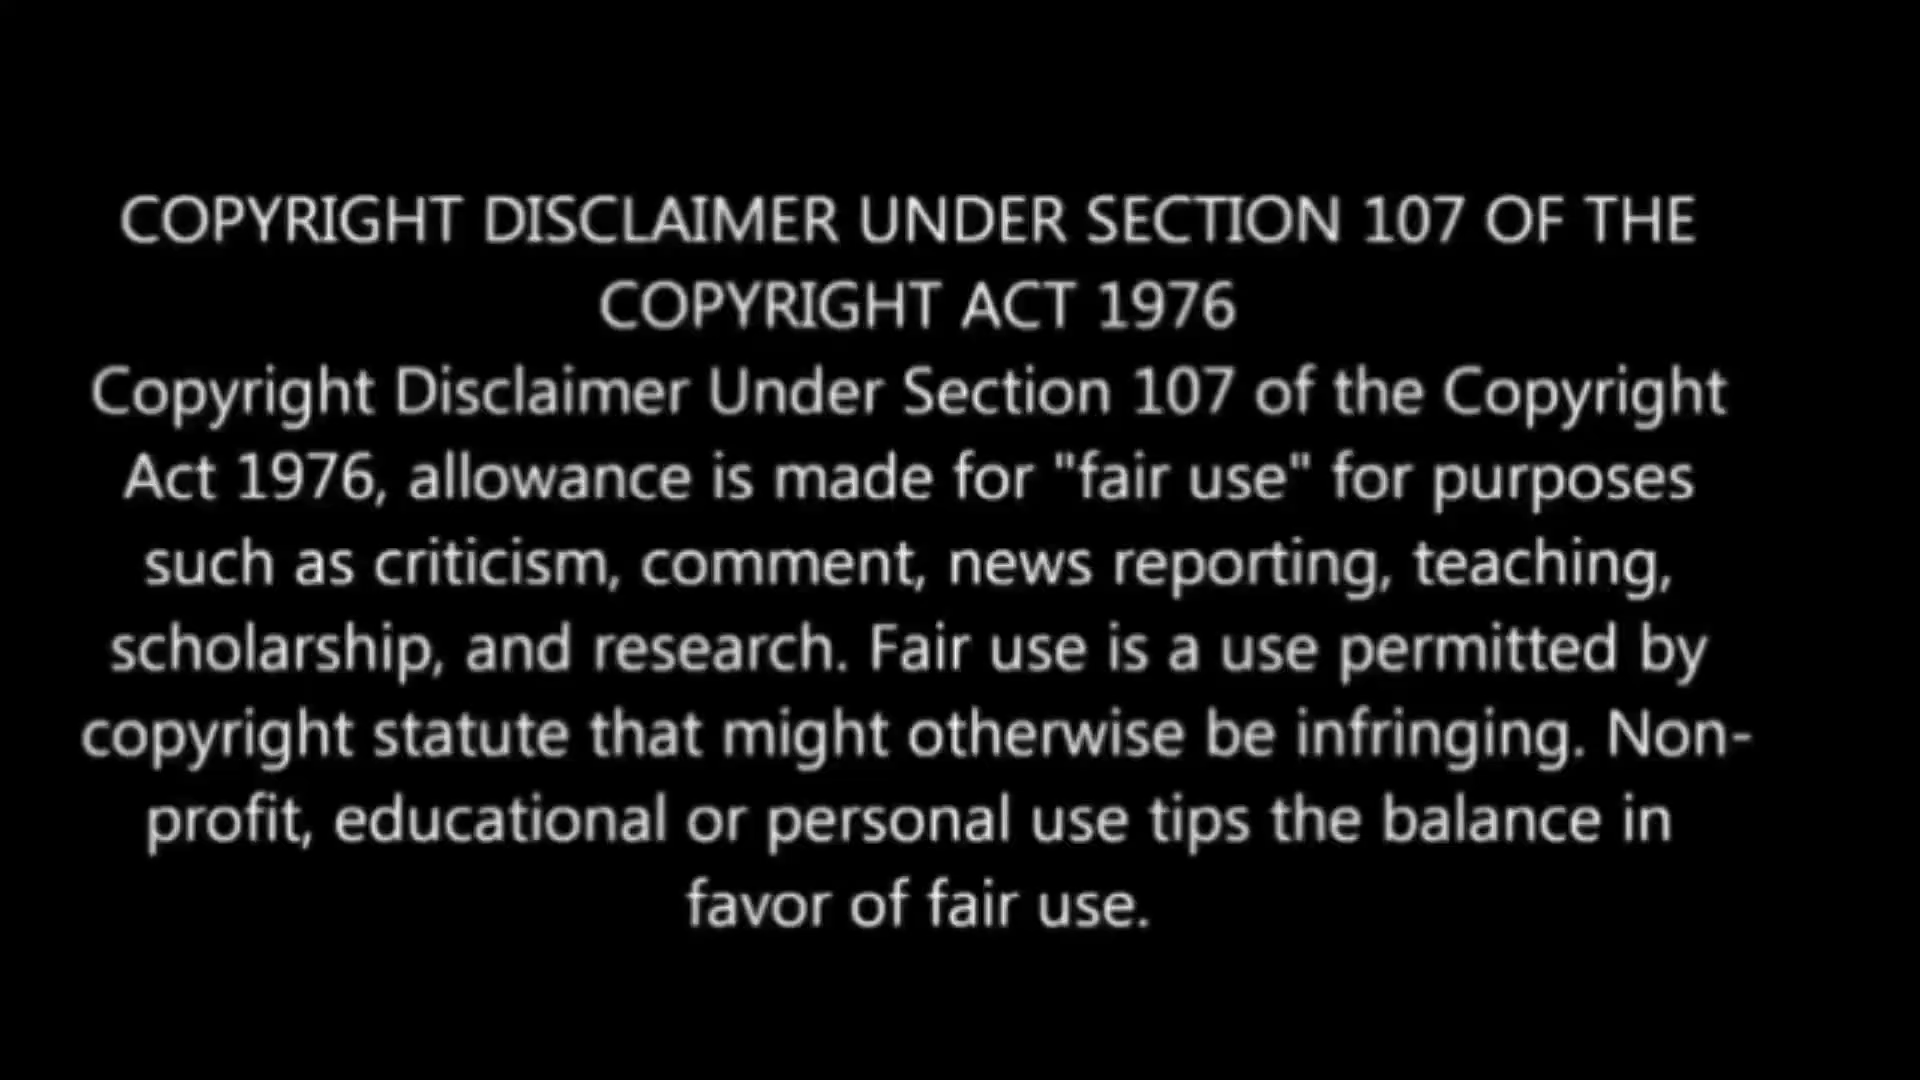 COPYRIGHT DISCLAIMER UNDER SECTION 107 OF THE
COPYRIGHT ACT 1976
Copyright Disclaimer Under Section 107 of the Copyright
Act 1976, allowance is made for "fair use" for purposes
such as criticism, comment, news reporting, teaching,
scholarship, and research. Fair use is a use permitted by
copyright statute that might otherwise be infringing. Non-
profit, educational or personal use tips the balance in
favor of fair use.